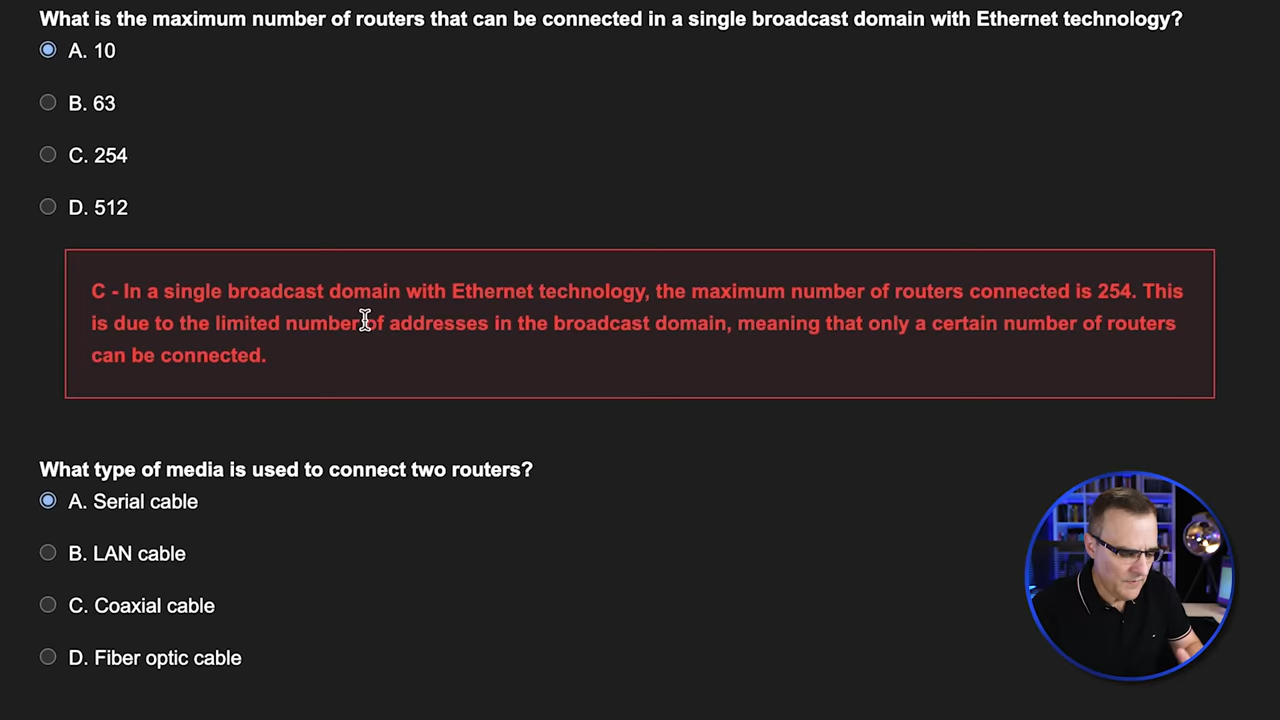 What is the maximum number of routers that can be connected in a single broadcast domain with Ethernet technology?
A. 10
B. 63
C. 254
D. 512
C - In a single broadcast domain with Ethernet technology, the maximum number of routers connected is 254. This
is due to the limited number of addresses in the broadcast domain, meaning that only a certain number of routers
can be connected.
What type of media is used to connect two routers?
A. Serial cable
B. LAN cable
C. Coaxial cable
D. Fiber optic cable